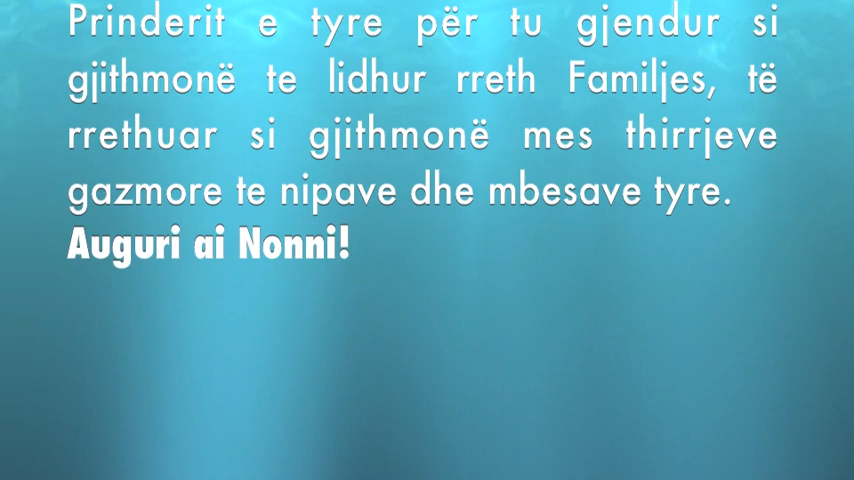 Prinderit e tyre për tu gjendur si
gjithmonë te lidhur rreth Familjes, të
rrethuar si gjithmonë mes thirrjeve
gazmore te nipave dhe mbesave tyre.
Auguri ai Nonni!